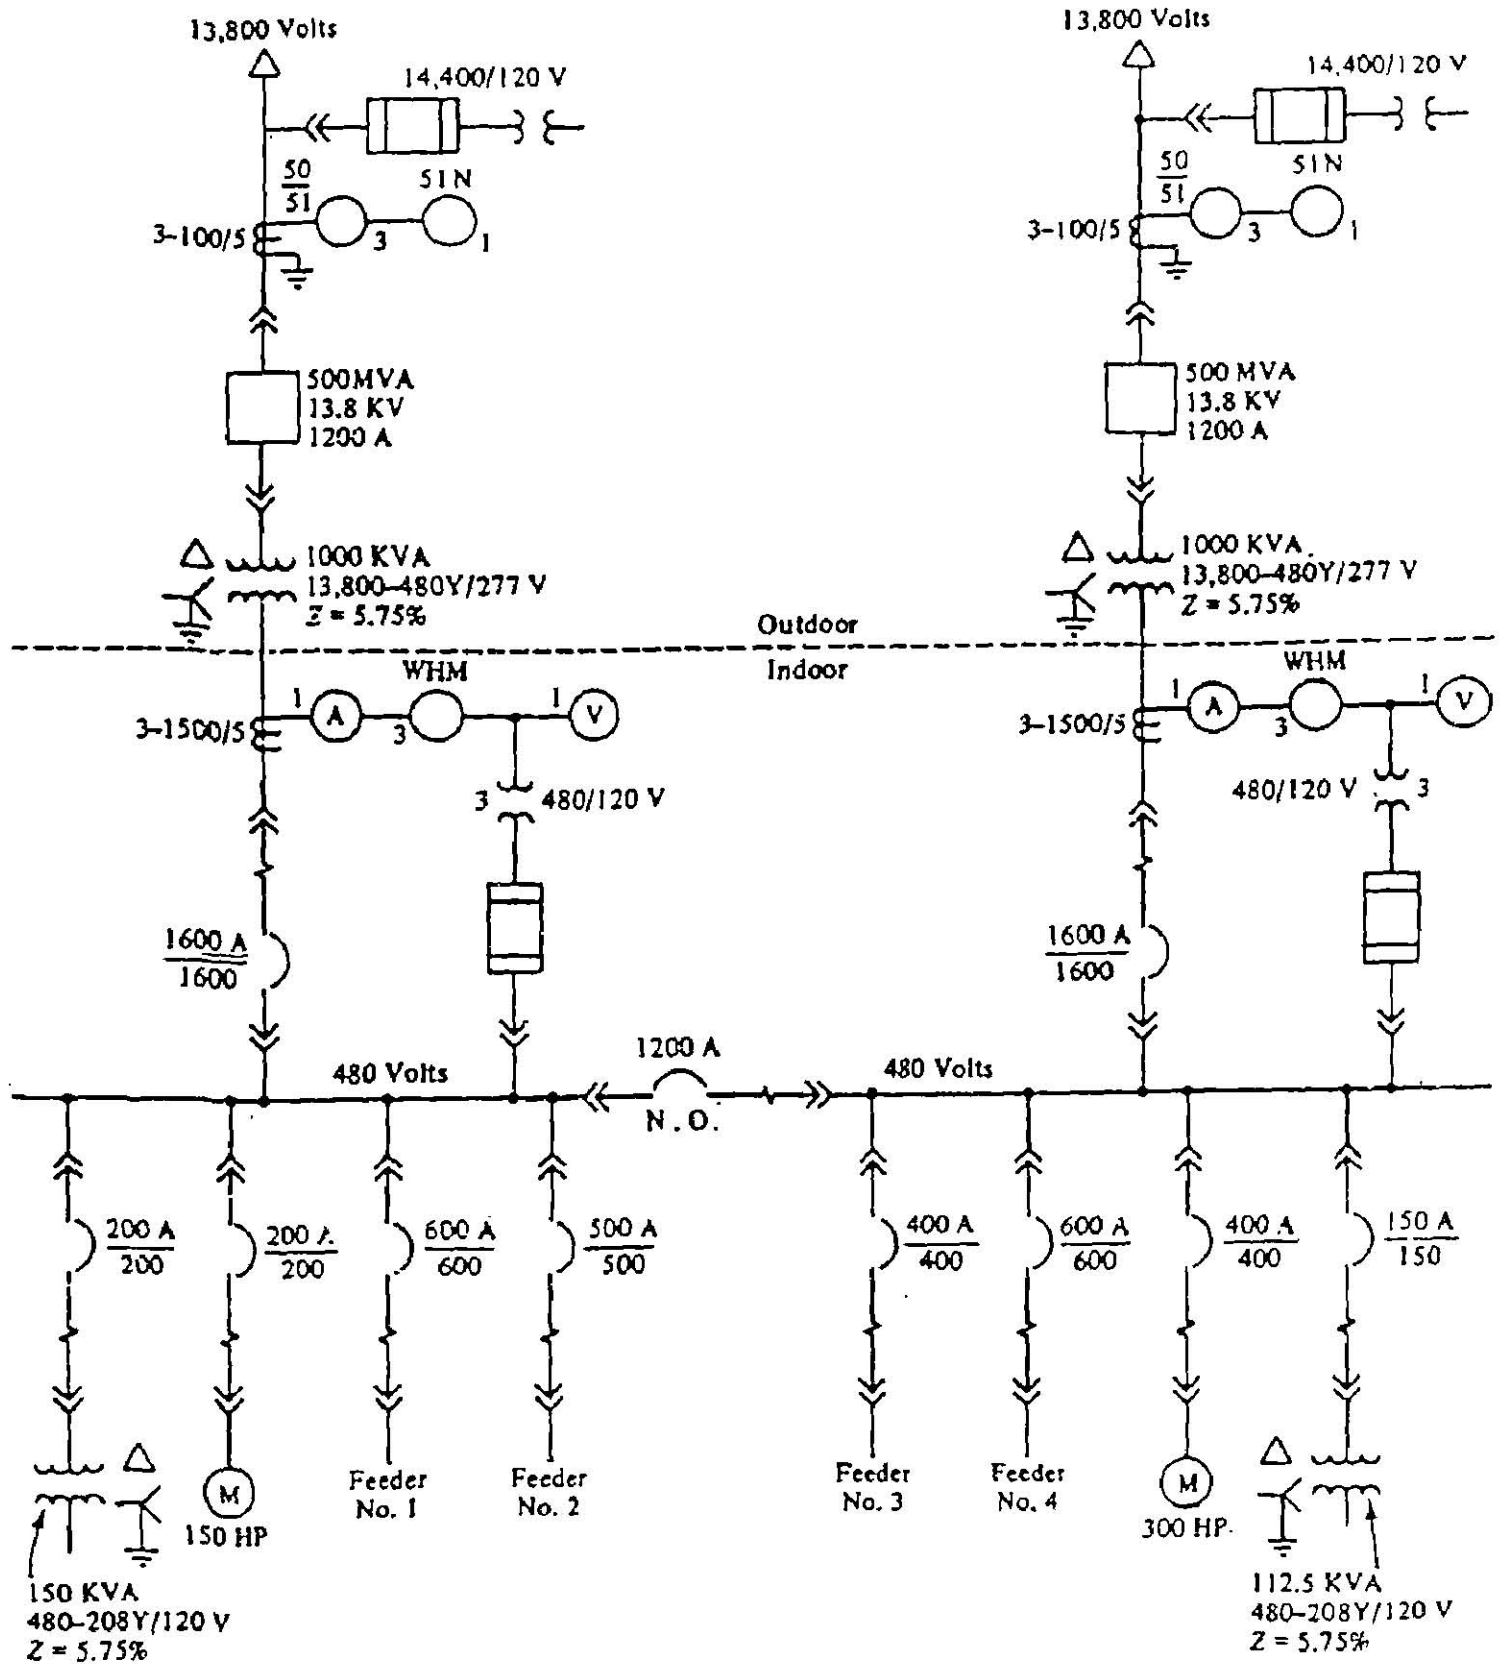 13,800 Volts
14,400/120 V
50
51
51N
3-100/5
3
1
500MVA
13.8 KV
1200 A
1000 KVA
13,800-480Y/277 V
Z = 5.75%
13,800 Volts
14,400/120 V
50
51
51N
3-100/5
3
1
500 MVA
13.8 KV
1200 A
1000 KVA
13,800-480Y/277 V
Z = 5.75%
Outdoor
Indoor
WHM
1
A
3
1
V
3-1500/5
3
480/120 V
1600 A
1600
WHM
1
A
3
1
V
3-1500/5
480/120 V
3
1600 A
1600
480 Volts
1200 A
N.O.
480 Volts
200 A
200
200 A
200
600 A
600
500 A
500
400 A
400
600 A
600
400 A
400
150 A
150
M
150 HP
Feeder
No. 1
Feeder
No. 2
Feeder
No. 3
Feeder
No. 4
M
300 HP
150 KVA
480-208Y/120 V
Z = 5.75%
112.5 KVA
480-208Y/120 V
Z = 5.75%